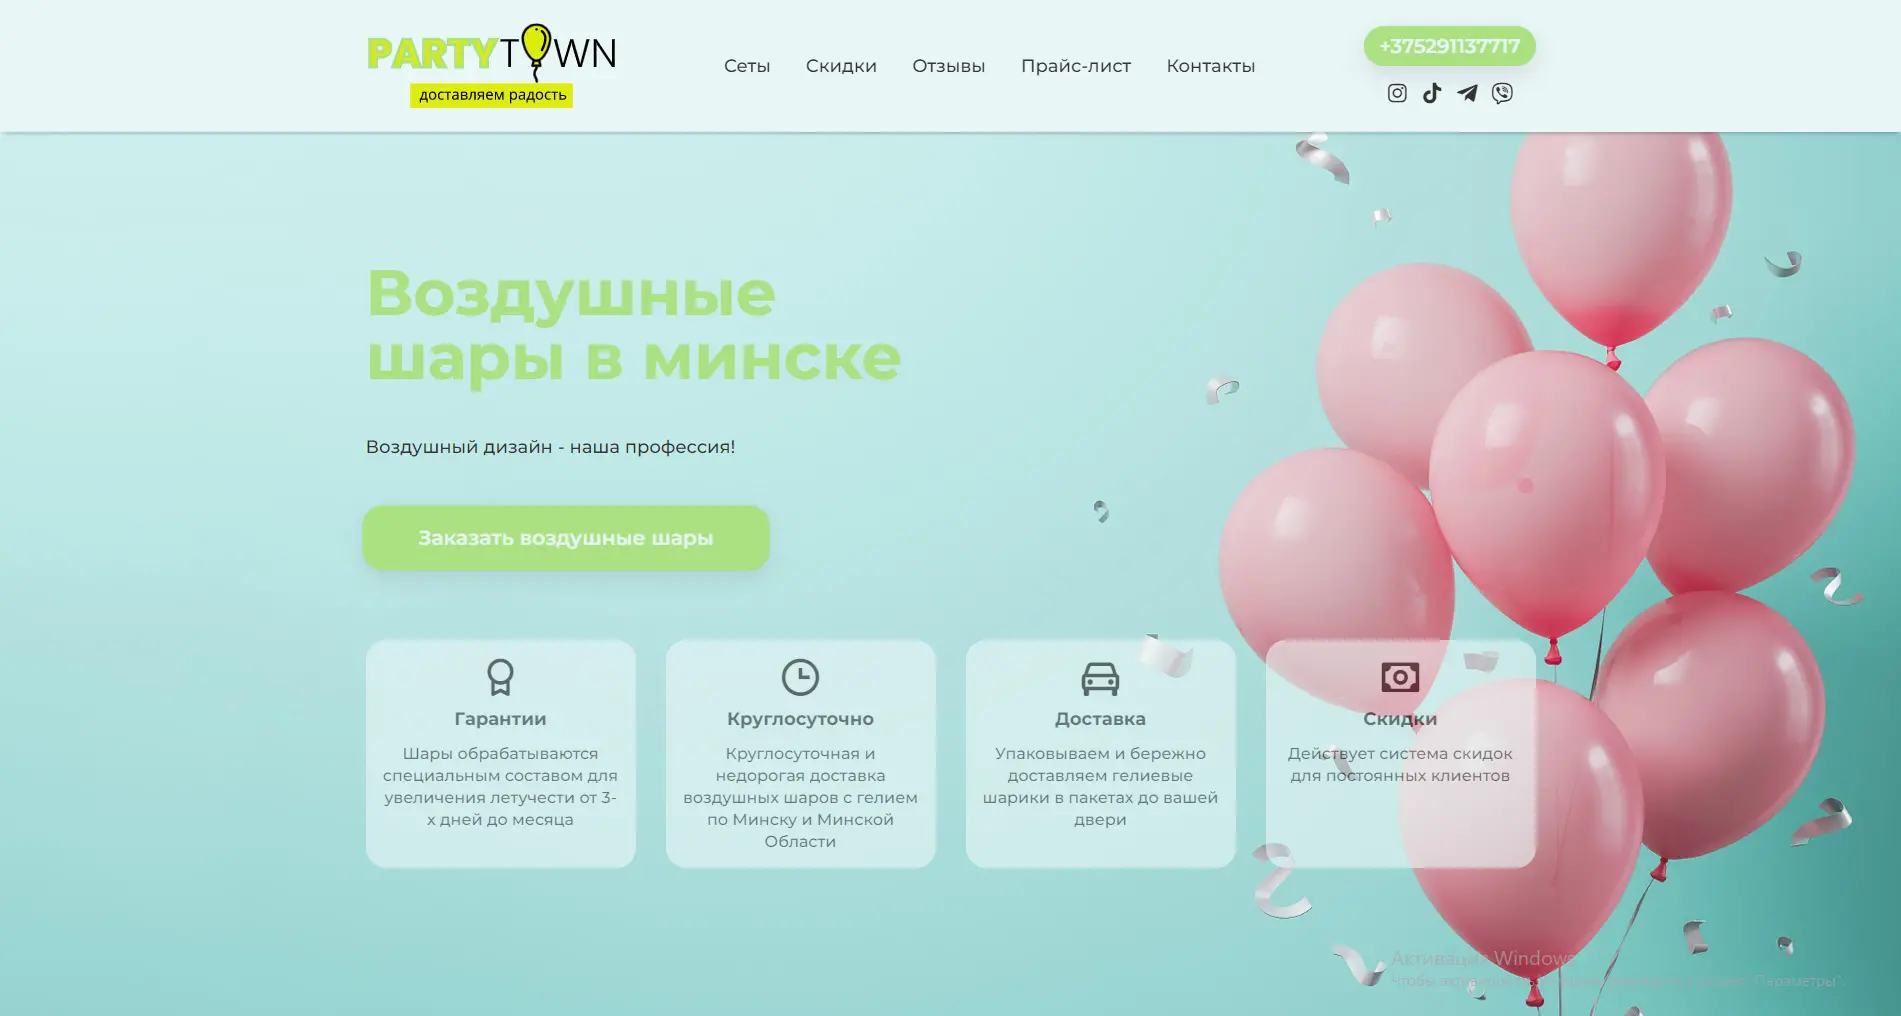 PARTYTOWN
доставляем радость
Сеты Скидки Отзывы Прайс-лист Контакты
+375291137717
Воздушные
шары в минске
Воздушный дизайн - наша профессия!
Заказать воздушные шары
Гарантии
Шары обрабатываются
специальным составом для
увеличения летучести от 3-
х дней до месяца
Круглосуточно
Круглосуточная и
недорогая доставка
воздушных шаров с гелием
по Минску и Минской
Области
Доставка
Упаковываем и бережно
доставляем гелиевые
шарики в пакетах до вашей
двери
Скидки
Действует система скидок
для постоянных клиентов
Активация Windows
Чтобы "Параметры".